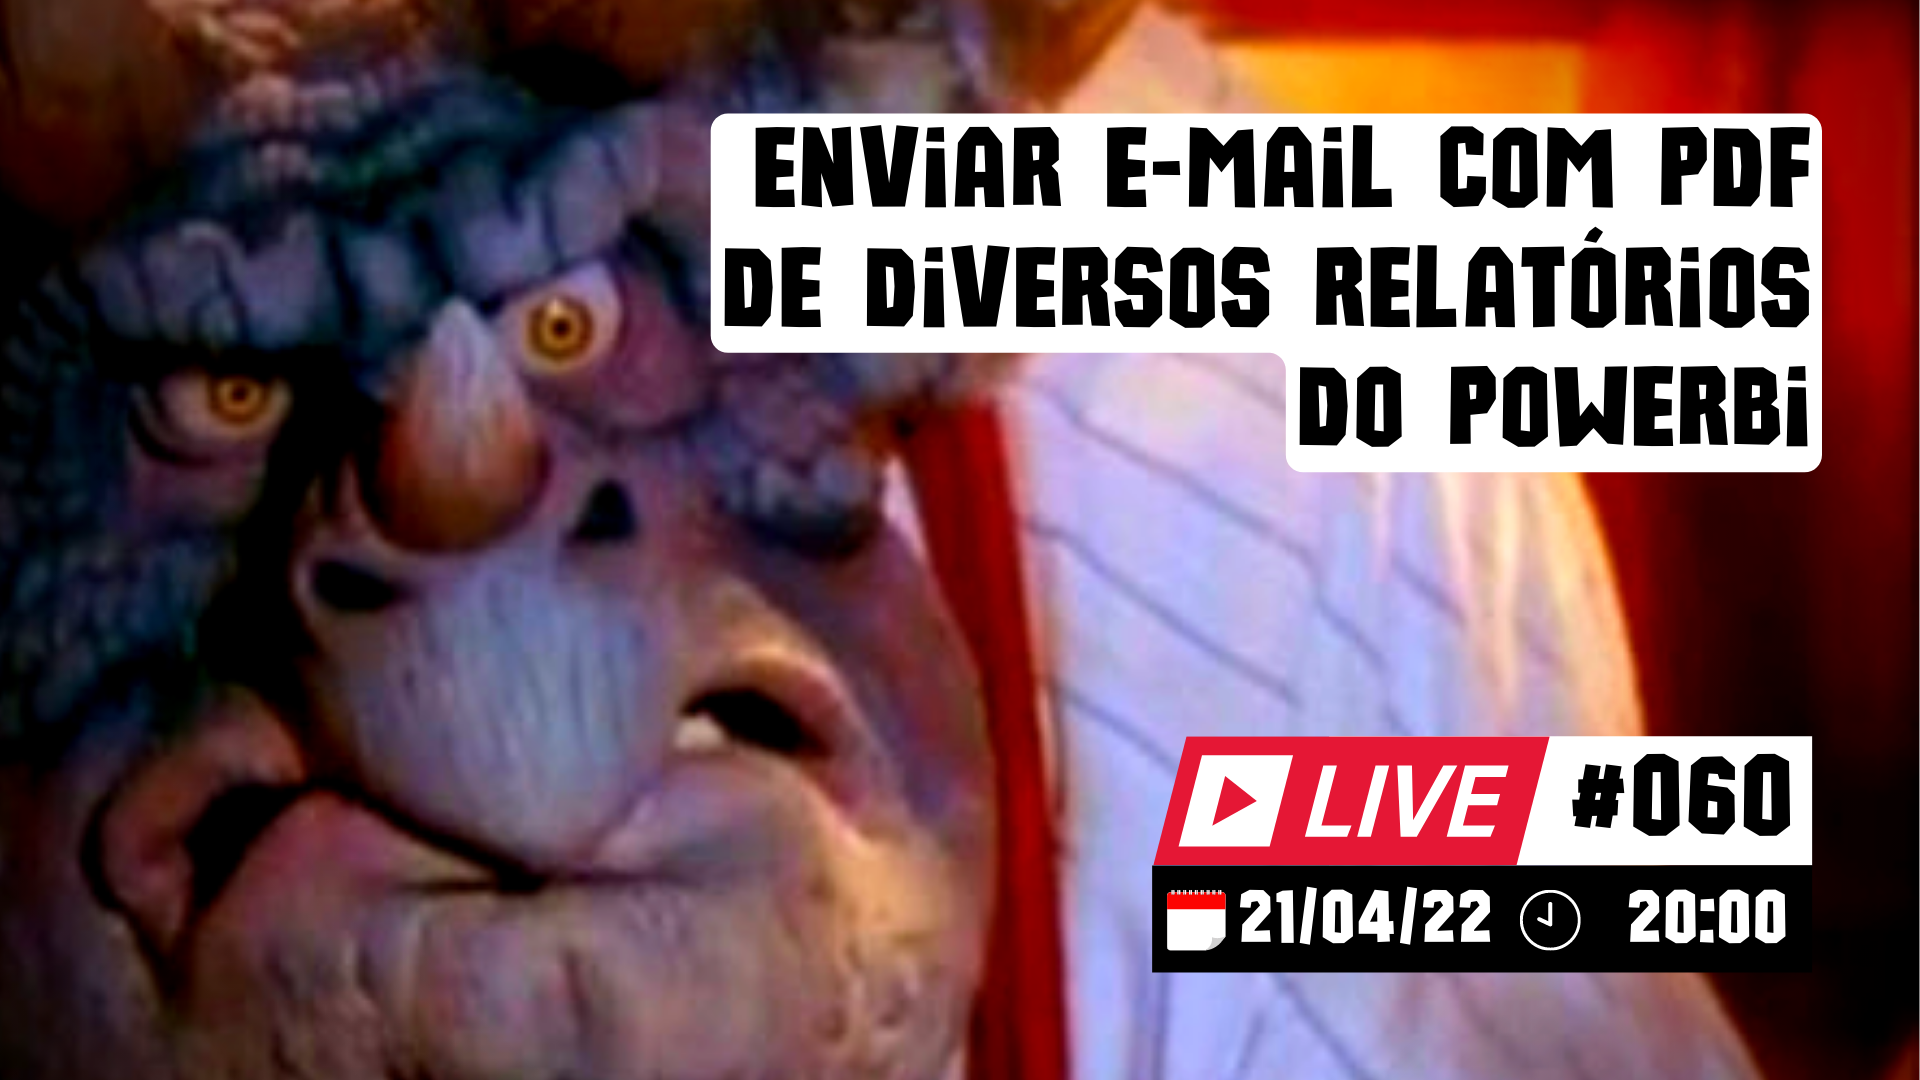 ENViAR E-MAiL COM PDF
DE DiVERSOS RELATÓRiOS
DO POWERBi
LIVE #060
21/04/22 20:00